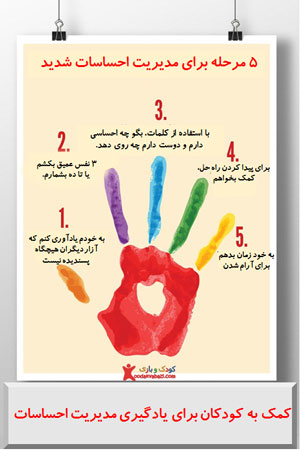 ۵ مرحله برای مدیریت احساسات شدید
1.
به خودم یادآوری کنم که
آزار دیگران هیچگاه
پسندیده نیست
2.
۳ نفس عمیق بکشم
یا تا ده بشمارم.
3.
با استفاده از کلمات، بگو چه احساسی
دارم و دوست دارم چه روی دهد.
4.
برای پیدا کردن راه حل،
کمک بخواهم
5.
به خود زمان بدهم
برای آرام شدن
کودک و بازی
koodakvabazi.com
کمک به کودکان برای یادگیری مدیریت احساسات